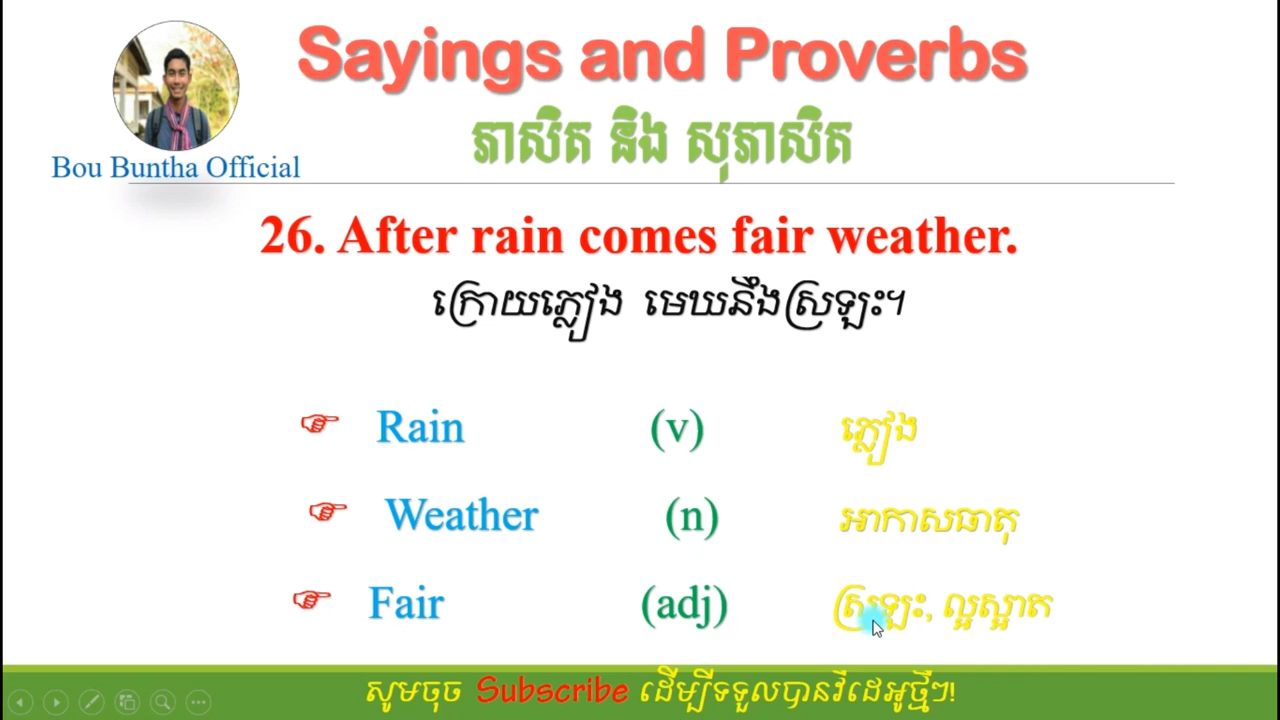 Sayings and Proverbs
ភាសិត និង សុភាសិត
Bou Buntha Official
26. After rain comes fair weather.
ក្រោយភ្លៀង មេឃនឹងស្រឡះ។
Rain (v) ភ្លៀង
Weather (n) អាកាសធាតុ
Fair (adj) ស្រឡះ, ល្អស្អាត
សូមចុច Subscribe ដើម្បីទទួលបានវីដេអូថ្មីៗ!